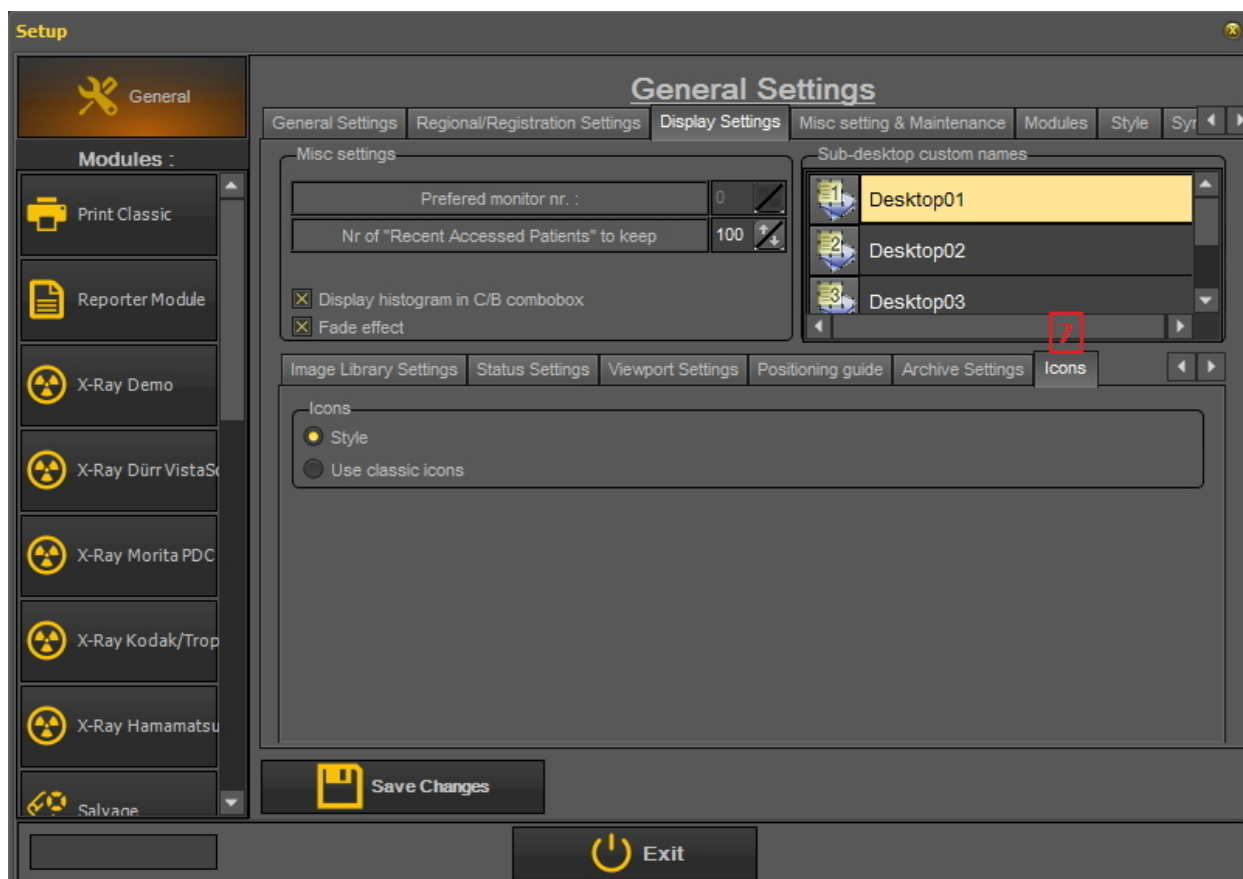 Setup
General
Modules :
Print Classic
Reporter Module
X-Ray Demo
X-Ray Dürr VistaSc
X-Ray Morita PDC
X-Ray Kodak/Trop
X-Ray Hamamatsu
Salvage
General Settings
General Settings Regional/Registration Settings Display Settings Misc setting & Maintenance Modules Style Syr
Misc settings
Prefered monitor nr. : 0
Nr of "Recent Accessed Patients" to keep 100
Display histogram in C/B combobox
Fade effect
Sub-desktop custom names
1 Desktop01
2 Desktop02
3 Desktop03
7
Image Library Settings Status Settings Viewport Settings Positioning guide Archive Settings Icons
Icons
Style
Use classic icons
Save Changes
Exit